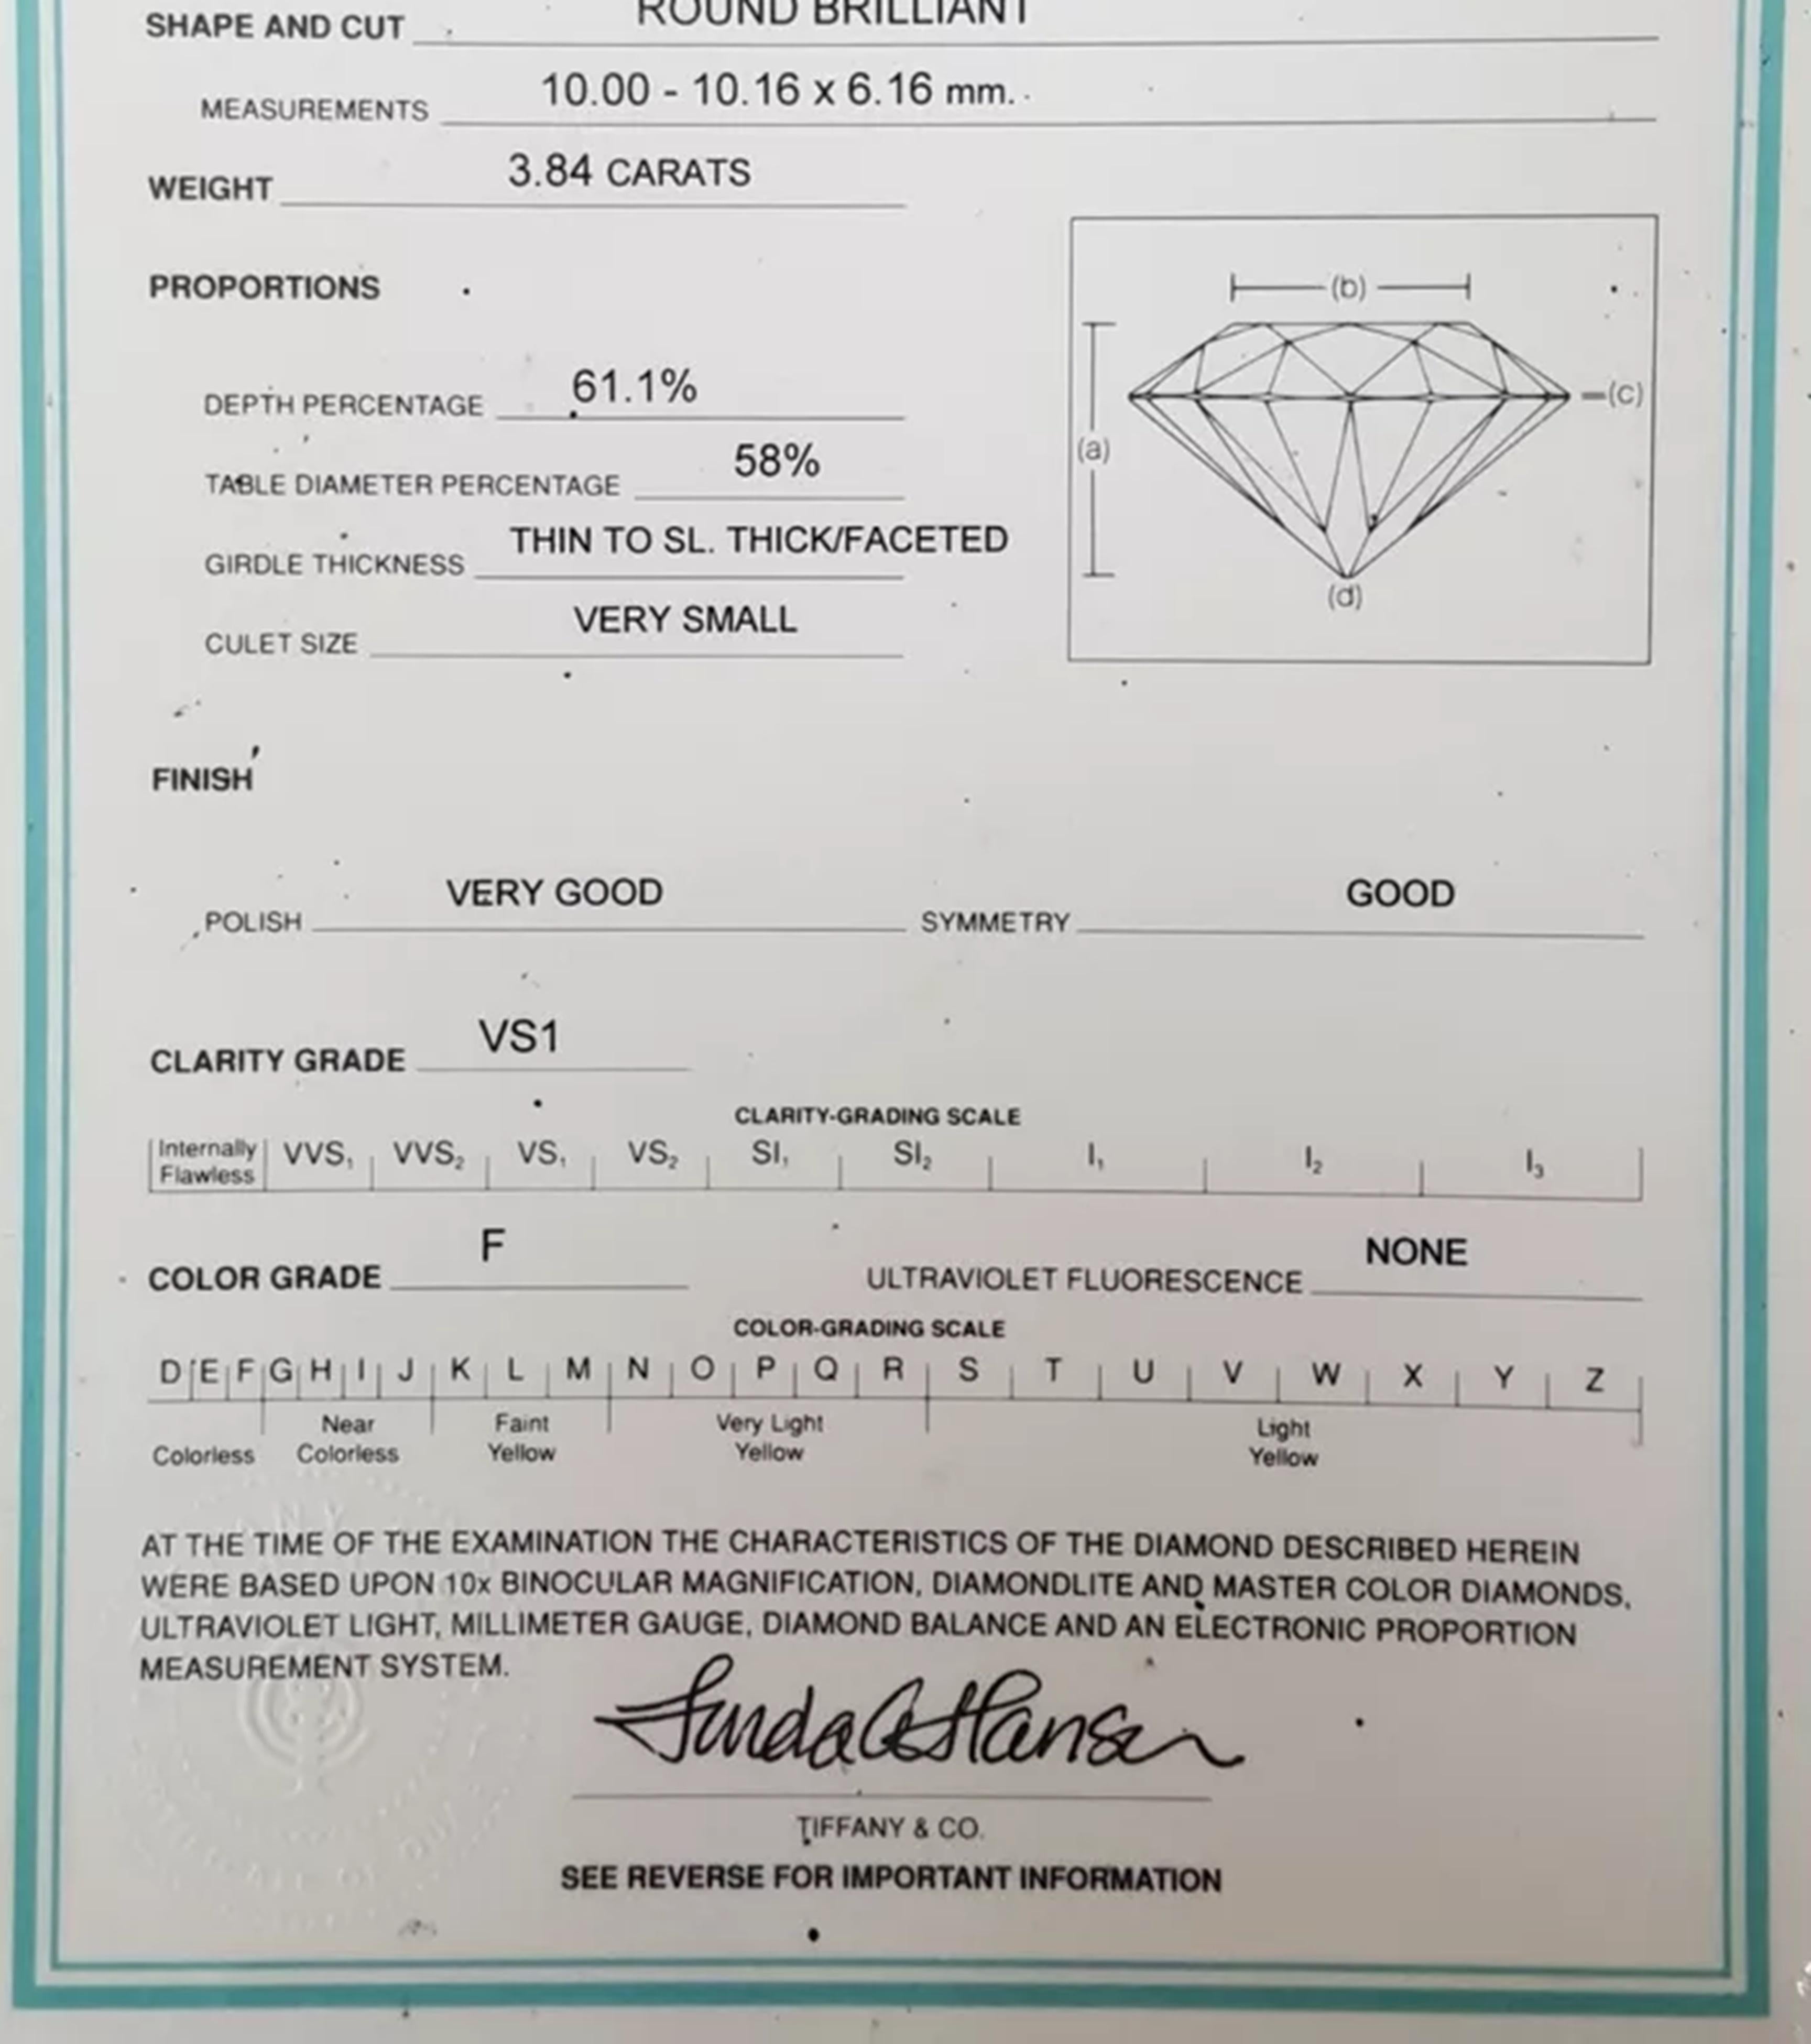 SHAPE AND CUT ROUND BRILLIANT
MEASUREMENTS 10.00 - 10.16 x 6.16 mm.
WEIGHT 3.84 CARATS
PROPORTIONS
(b)
DEPTH PERCENTAGE 61.1%
(c)
(a)
TABLE DIAMETER PERCENTAGE 58%
GIRDLE THICKNESS THIN TO SL. THICK/FACETED
(d)
CULET SIZE VERY SMALL
FINISH
POLISH VERY GOOD SYMMETRY GOOD
CLARITY GRADE VS1
CLARITY-GRADING SCALE
Internally Flawless VVS₁ VVS₂ VS₁ VS₂ SI₁ SI₂ I₁ I₂ I₃
COLOR GRADE F ULTRAVIOLET FLUORESCENCE NONE
COLOR-GRADING SCALE
D E F G H I J K L M N O P Q R S T U V W X Y Z
Colorless Near Colorless Faint Yellow Very Light Yellow Light Yellow
AT THE TIME OF THE EXAMINATION THE CHARACTERISTICS OF THE DIAMOND DESCRIBED HEREIN
WERE BASED UPON 10x BINOCULAR MAGNIFICATION, DIAMONDLITE AND MASTER COLOR DIAMONDS,
ULTRAVIOLET LIGHT, MILLIMETER GAUGE, DIAMOND BALANCE AND AN ELECTRONIC PROPORTION
MEASUREMENT SYSTEM.
TIFFANY & CO.
SEE REVERSE FOR IMPORTANT INFORMATION